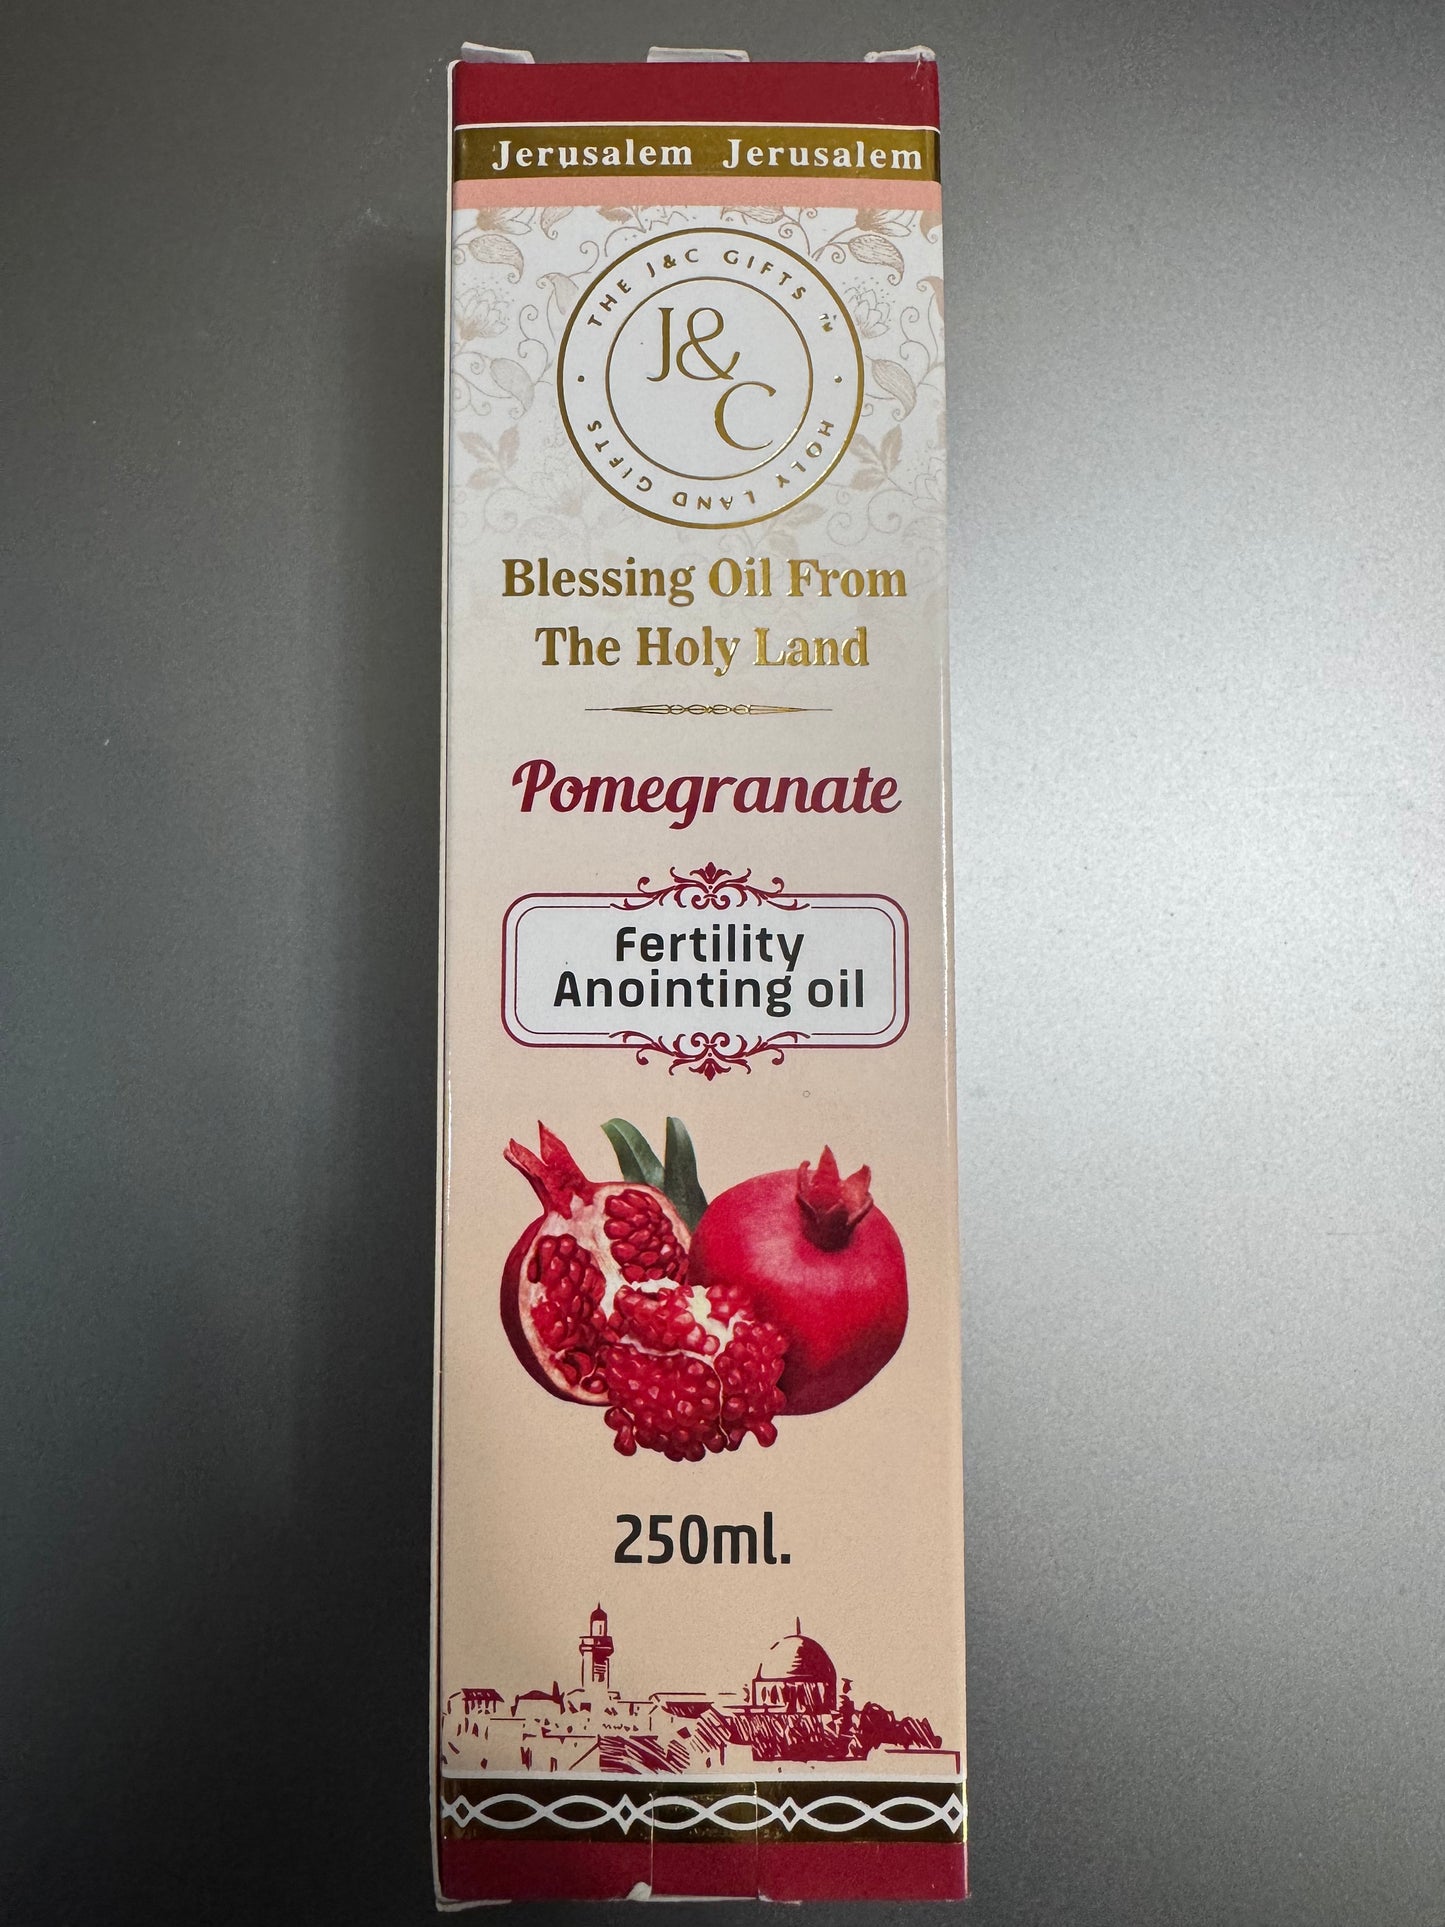 Jerusalem Jerusalem
THE J&C GIFTS
HOLY LAND GIFTS
J&
C
Blessing Oil From
The Holy Land
Pomegranate
Fertility
Anointing oil
250ml.